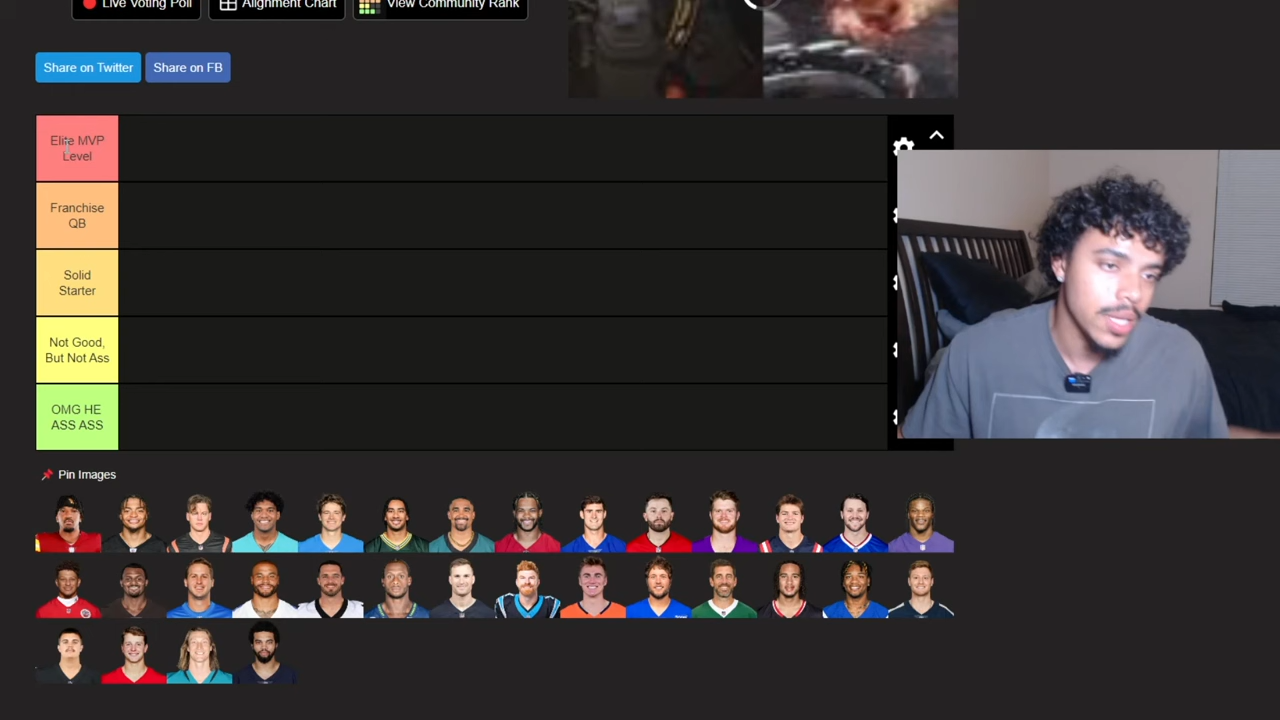 Live Voting Poll
Alignment Chart
View Community Rank
Share on Twitter
Share on FB
Elite MVP
Level
Franchise
QB
Solid
Starter
Not Good,
But Not Ass
OMG HE
ASS ASS
Pin Images